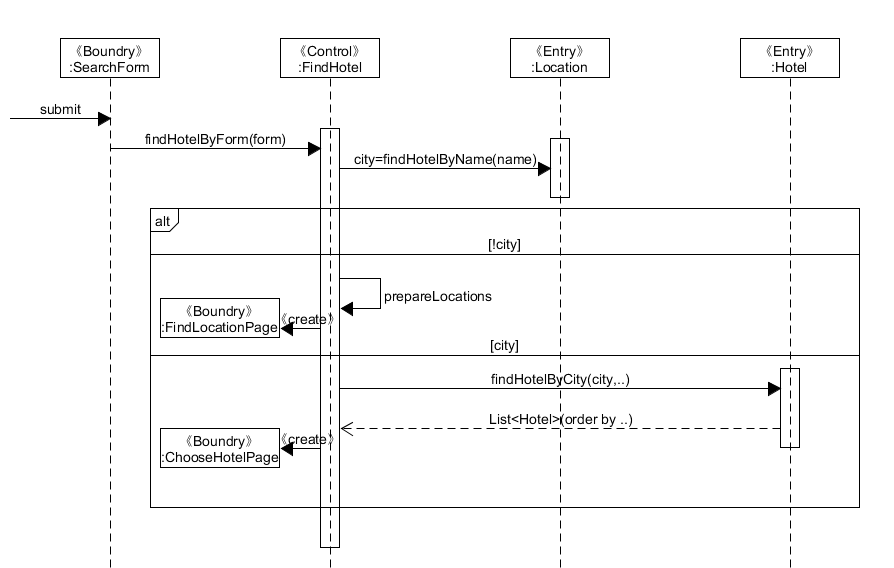 《Boundry》
:SearchForm
《Control》
:FindHotel
《Entry》
:Location
《Entry》
:Hotel
submit
findHotelByForm(form)
city=findHotelByName(name)
alt
[!city]
prepareLocations
《Boundry》
:FindLocationPage
《create》
[city]
findHotelByCity(city,..)
List<Hotel>(order by ..)
《Boundry》
:ChooseHotelPage
《create》